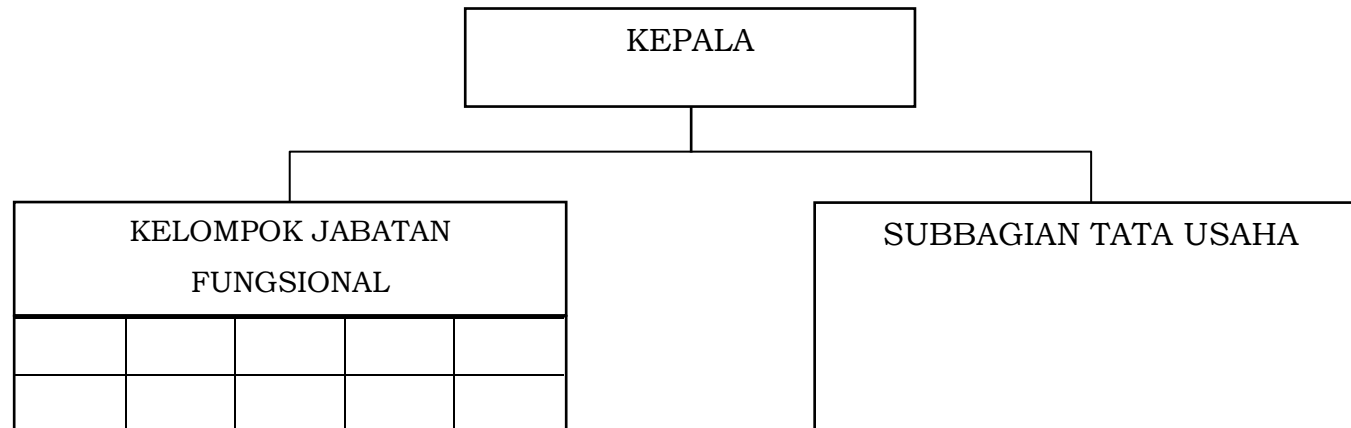 KEPALA
KELOMPOK JABATAN
FUNGSIONAL
SUBBAGIAN TATA USAHA